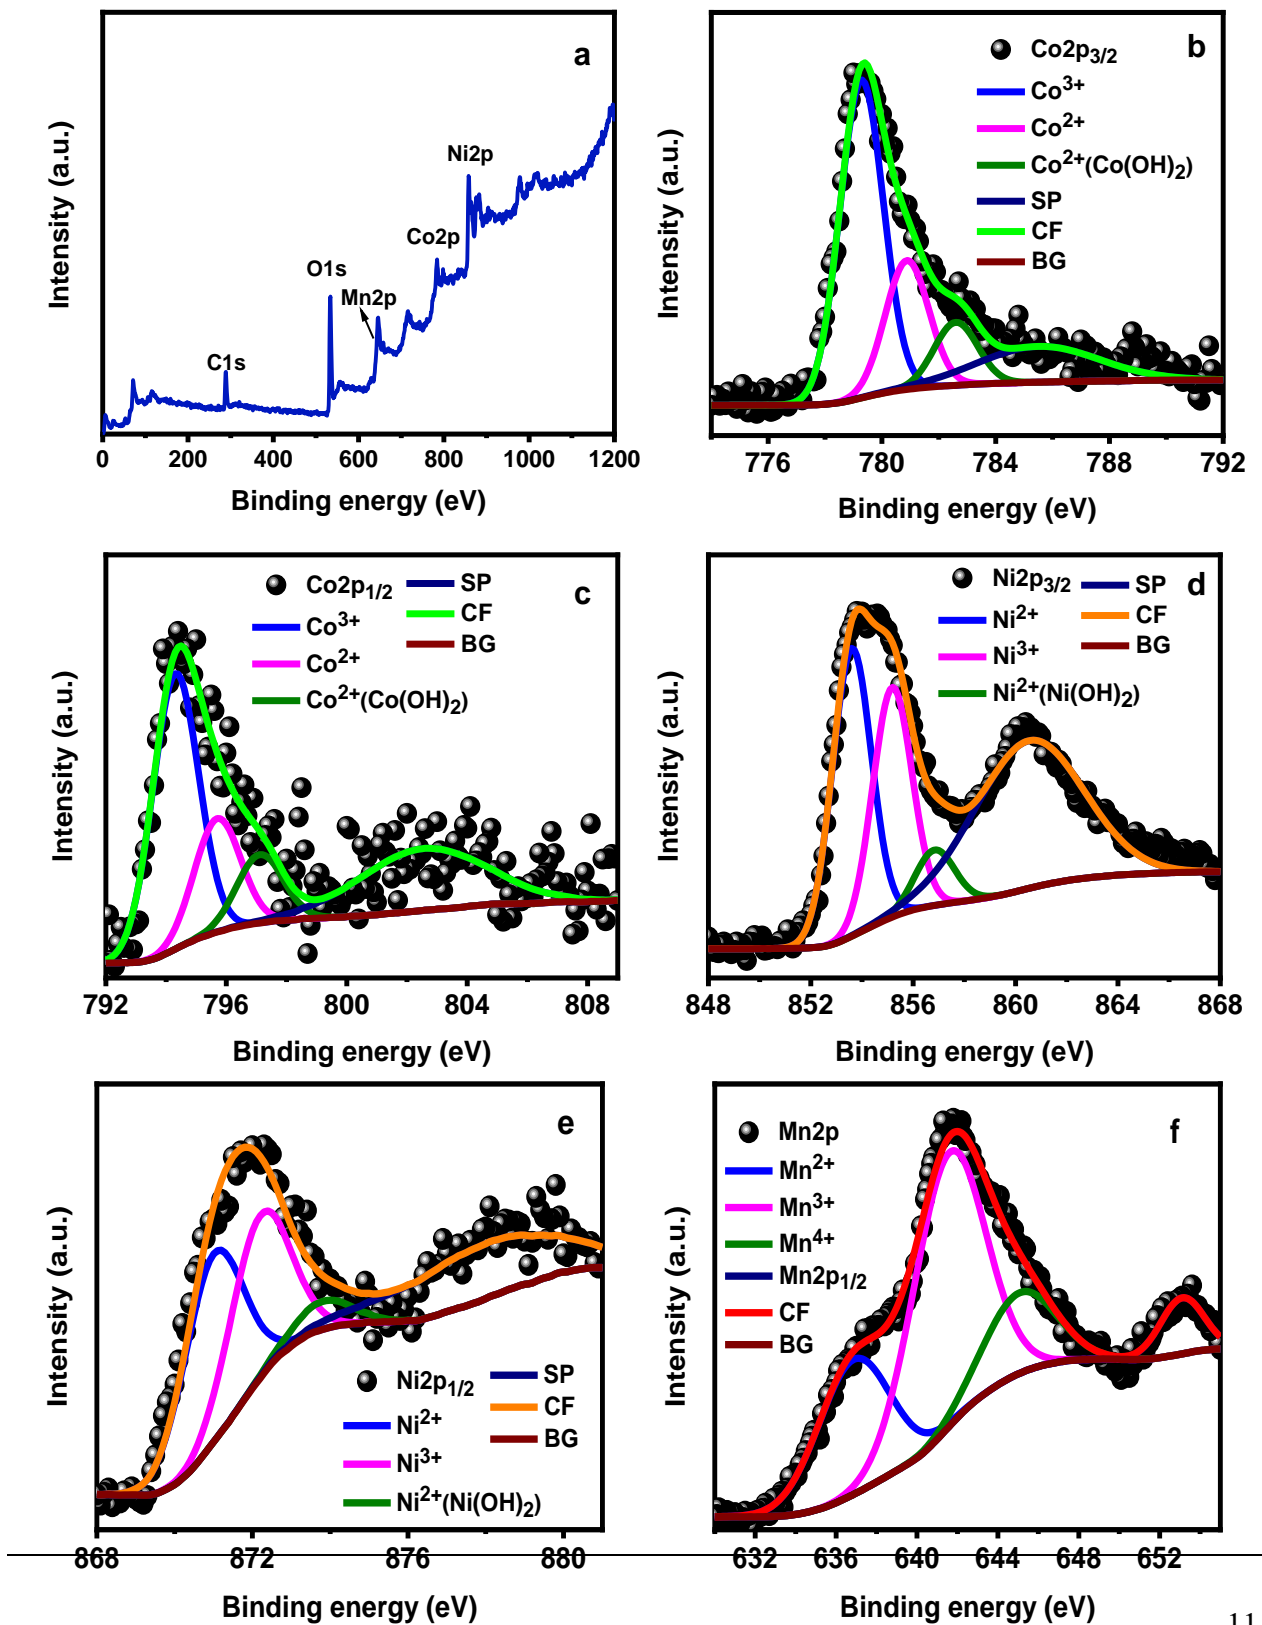 a
Intensity (a.u.)
C1s
O1s
Mn2p
Co2p
Ni2p
0 200 400 600 800 1000 1200
Binding energy (eV)
b
Intensity (a.u.)
Co2p3/2
Co3+
Co2+
Co2+(Co(OH)2)
SP
CF
BG
776 780 784 788 792
Binding energy (eV)
c
Intensity (a.u.)
Co2p1/2 SP
Co3+ CF
Co2+ BG
Co2+(Co(OH)2)
792 796 800 804 808
Binding energy (eV)
d
Intensity (a.u.)
Ni2p3/2 SP
Ni2+ CF
Ni3+ BG
Ni2+(Ni(OH)2)
848 852 856 860 864 868
Binding energy (eV)
e
Intensity (a.u.)
Ni2p1/2 SP
Ni2+ CF
Ni3+ BG
Ni2+(Ni(OH)2)
868 872 876 880
Binding energy (eV)
f
Intensity (a.u.)
Mn2p
Mn2+
Mn3+
Mn4+
Mn2p1/2
CF
BG
632 636 640 644 648 652
Binding energy (eV)
11